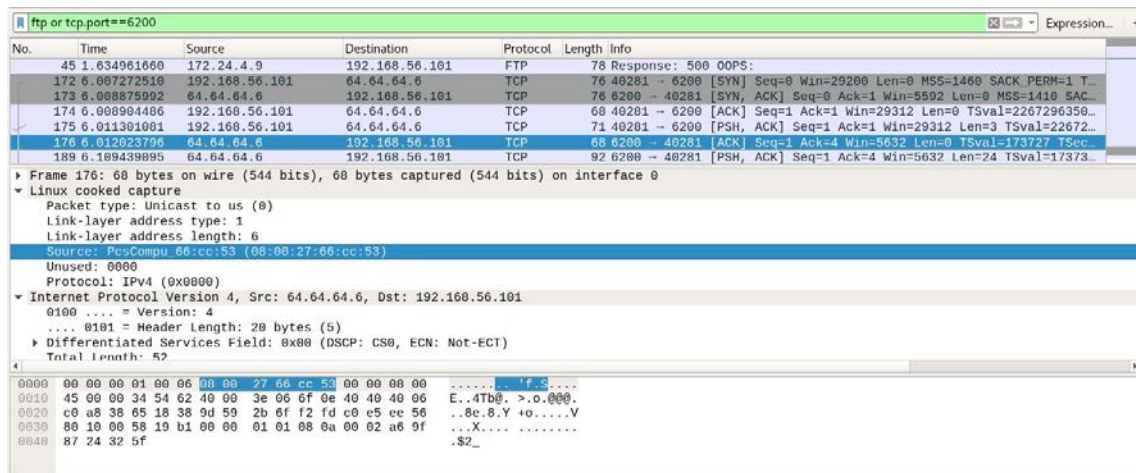 ftp or tcp.port==6200 Expression...
No. Time Source Destination Protocol Length Info
45 1.634961660 172.24.4.9 192.168.56.101 FTP 78 Response: 500 OOPS:
172 6.007272510 192.168.56.101 64.64.64.6 TCP 76 40281 → 6200 [SYN] Seq=0 Win=29200 Len=0 MSS=1460 SACK_PERM=1 T…
173 6.008875992 64.64.64.6 192.168.56.101 TCP 76 6200 → 40281 [SYN, ACK] Seq=0 Ack=1 Win=5592 Len=0 MSS=1410 SAC…
174 6.008904406 192.168.56.101 64.64.64.6 TCP 68 40281 → 6200 [ACK] Seq=1 Ack=1 Win=29312 Len=0 TSval=2267296350…
175 6.011301001 192.168.56.101 64.64.64.6 TCP 71 40281 → 6200 [PSH, ACK] Seq=1 Ack=1 Win=29312 Len=3 TSval=22672…
176 6.012023796 64.64.64.6 192.168.56.101 TCP 68 6200 → 40281 [ACK] Seq=1 Ack=4 Win=5632 Len=0 TSval=173727 TSec…
189 6.109439095 64.64.64.6 192.168.56.101 TCP 92 6200 → 40281 [PSH, ACK] Seq=1 Ack=4 Win=5632 Len=24 TSval=17373…
Frame 176: 68 bytes on wire (544 bits), 68 bytes captured (544 bits) on interface 0
Linux cooked capture
Packet type: Unicast to us (0)
Link-layer address type: 1
Link-layer address length: 6
Source: PcsCompu_66:cc:53 (08:00:27:66:cc:53)
Unused: 0000
Protocol: IPv4 (0x0800)
Internet Protocol Version 4, Src: 64.64.64.6, Dst: 192.168.56.101
0100 .... = Version: 4
.... 0101 = Header Length: 20 bytes (5)
Differentiated Services Field: 0x00 (DSCP: CS0, ECN: Not-ECT)
Total Length: 52
0000 00 00 00 01 00 06 08 00 27 66 cc 53 00 00 08 00 ........ 'f.S....
0010 45 00 00 34 54 62 40 00 3e 06 6f 0e 40 40 40 06 E..4Tb@. >.o.@@@.
0020 c0 a8 38 65 18 38 9d 59 2b 6f f2 fd c0 e5 ee 56 ..8e.8.Y +o.....V
0030 80 10 00 58 19 b1 00 00 01 01 08 0a 00 02 a6 9f ...X.... ........
0040 87 24 32 5f .$2_